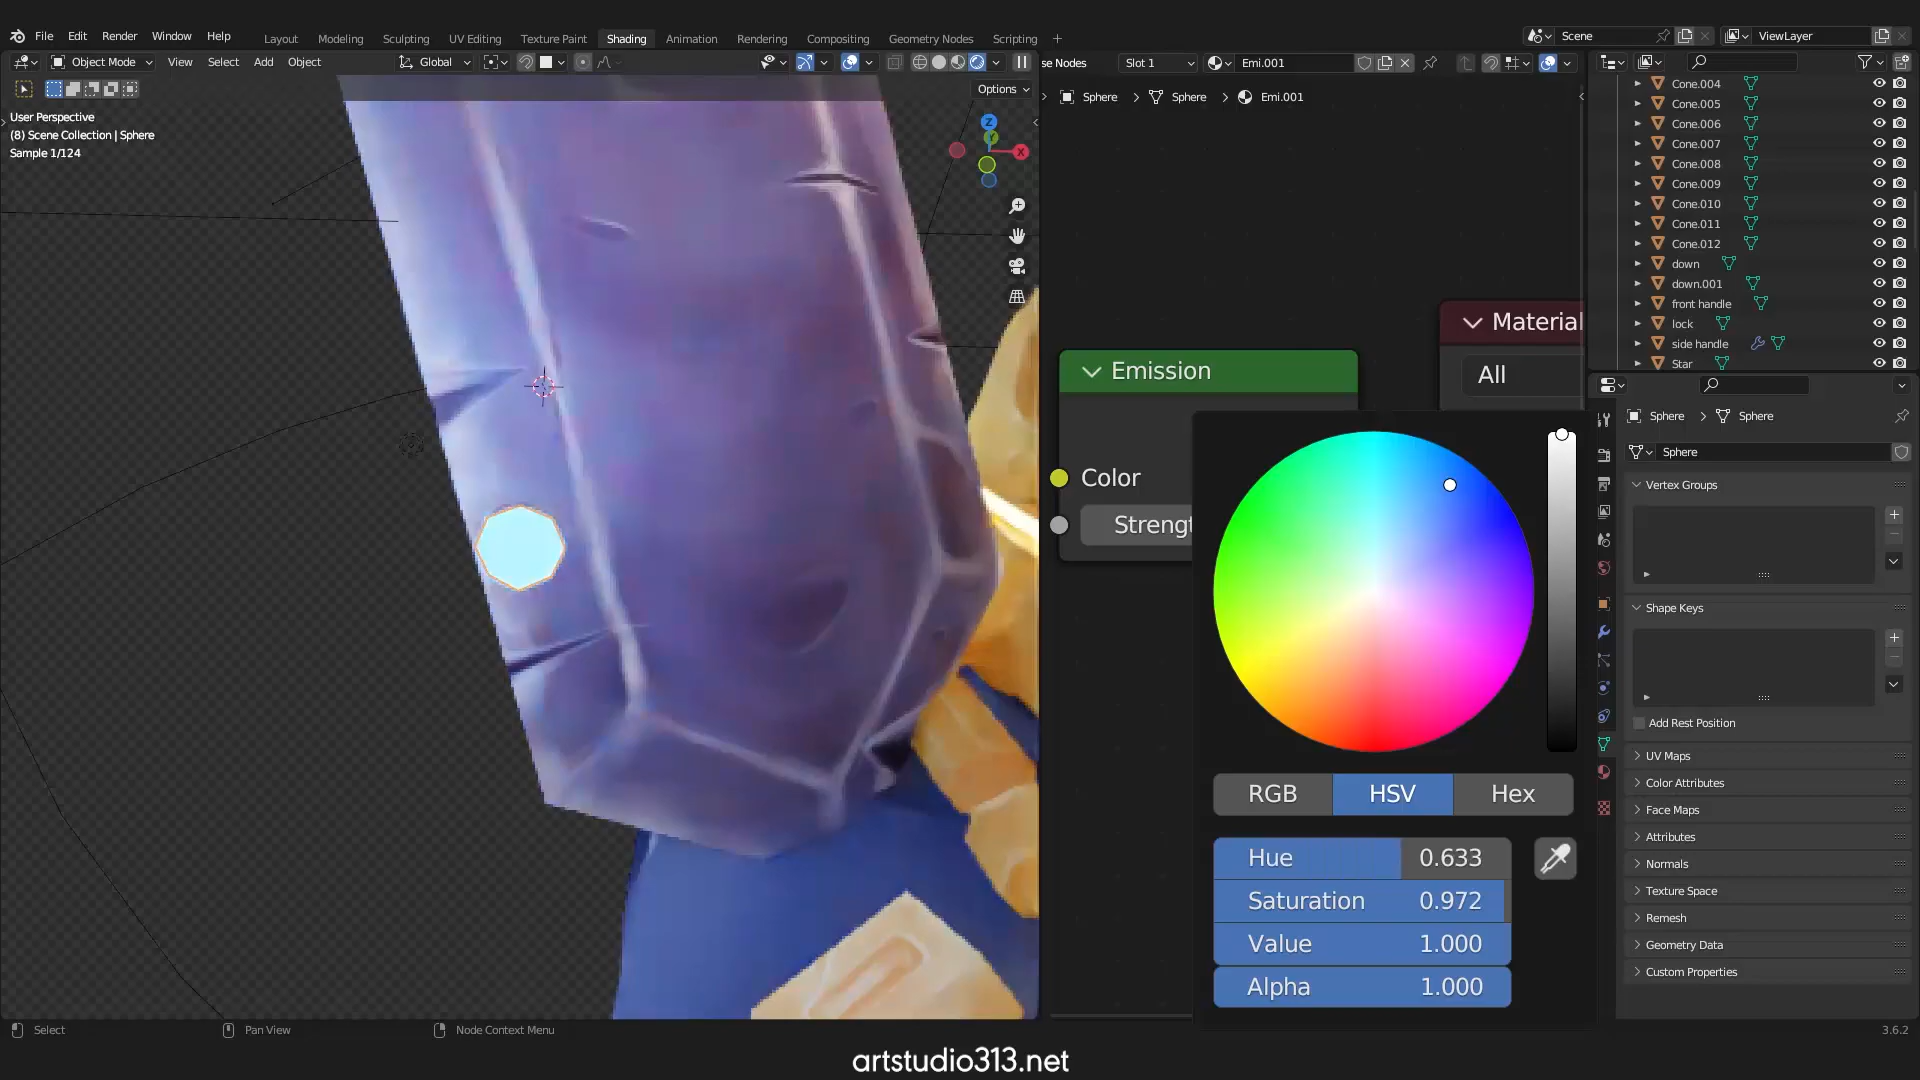 File Edit Render Window Help
Layout Modeling Sculpting UV Editing Texture Paint Shading Animation Rendering Compositing Geometry Nodes Scripting +
Scene ViewLayer
Object Mode View Select Add Object Global
se Nodes Slot 1 Emi.001
Options
Sphere > Sphere > Emi.001
User Perspective
(8) Scene Collection | Sphere
Sample 1/124
Z
Y
X
Cone.004
Cone.005
Cone.006
Cone.007
Cone.008
Cone.009
Cone.010
Cone.011
Cone.012
down
down.001
front handle
lock
side handle
Star
Material
Emission
All
Color
Strengt
RGB HSV Hex
Hue 0.633
Saturation 0.972
Value 1.000
Alpha 1.000
Sphere > Sphere
Sphere
Vertex Groups
Shape Keys
Add Rest Position
UV Maps
Color Attributes
Face Maps
Attributes
Normals
Texture Space
Remesh
Geometry Data
Custom Properties
Select Pan View Node Context Menu 3.6.2
artstudio313.net